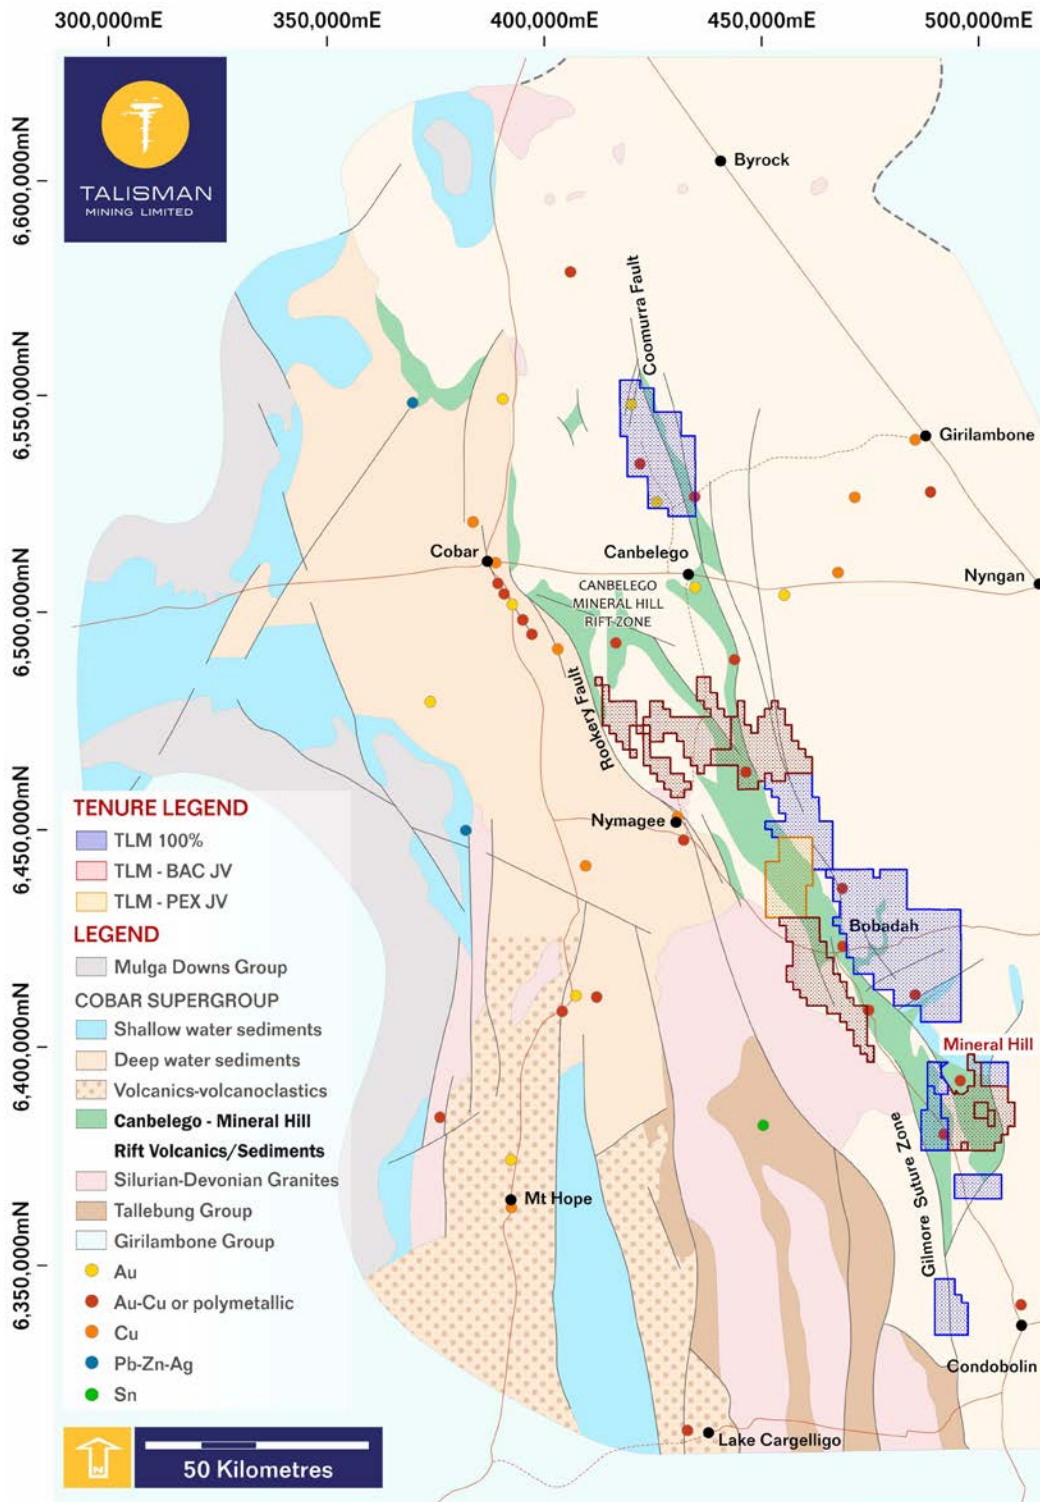 300,000mE 350,000mE 400,000mE 450,000mE 500,000mE
6,600,000mN
6,550,000mN
6,500,000mN
6,450,000mN
6,400,000mN
6,350,000mN
TALISMAN
MINING LIMITED
Byrock
Coomurra Fault
Girilambone
Cobar
Canbelego
Nyngan
CANBELEGO
MINERAL HILL
RIFT ZONE
Rookery Fault
Nymagee
Bobadah
Mineral Hill
Gilmore Suture Zone
Mt Hope
Condobolin
Lake Cargelligo
TENURE LEGEND
TLM 100%
TLM - BAC JV
TLM - PEX JV
LEGEND
Mulga Downs Group
COBAR SUPERGROUP
Shallow water sediments
Deep water sediments
Volcanics-volcanoclastics
Canbelego - Mineral Hill
Rift Volcanics/Sediments
Silurian-Devonian Granites
Tallebung Group
Girilambone Group
Au
Au-Cu or polymetallic
Cu
Pb-Zn-Ag
Sn
N
50 Kilometres